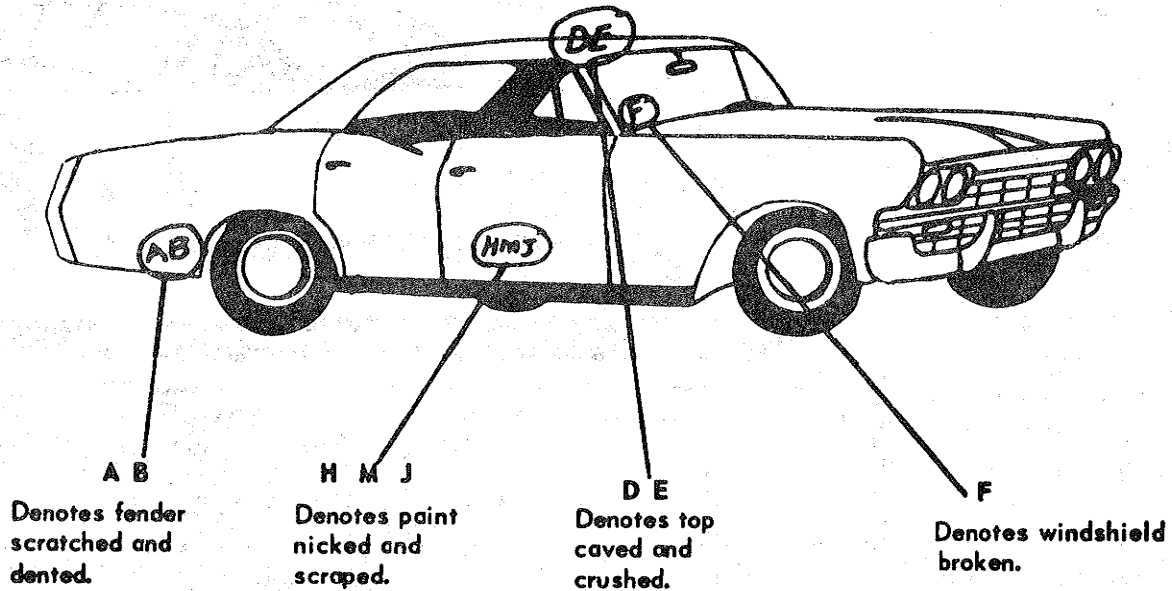 DE
F
AB
HMJ
A B
Denotes fender
scratched and
dented.
H M J
Denotes paint
nicked and
scraped.
D E
Denotes top
caved and
crushed.
F
Denotes windshield
broken.